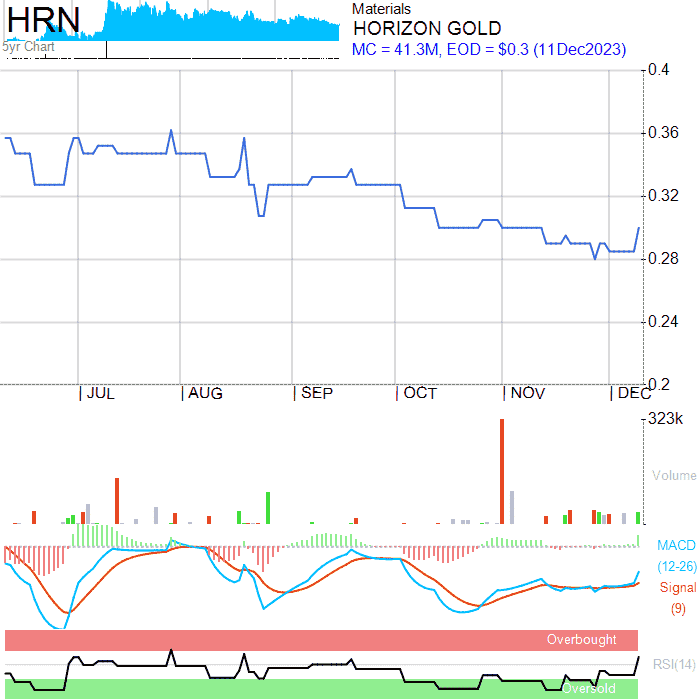 HRN
5yr Chart
Materials
HORIZON GOLD
MC = 41.3M, EOD = $0.3 (11Dec2023)
0.4
0.36
0.32
0.28
0.24
0.2
JUL AUG SEP OCT NOV DEC
323k
Volume
MACD
(12-26)
Signal
(9)
Overbought
RSI(14)
Oversold